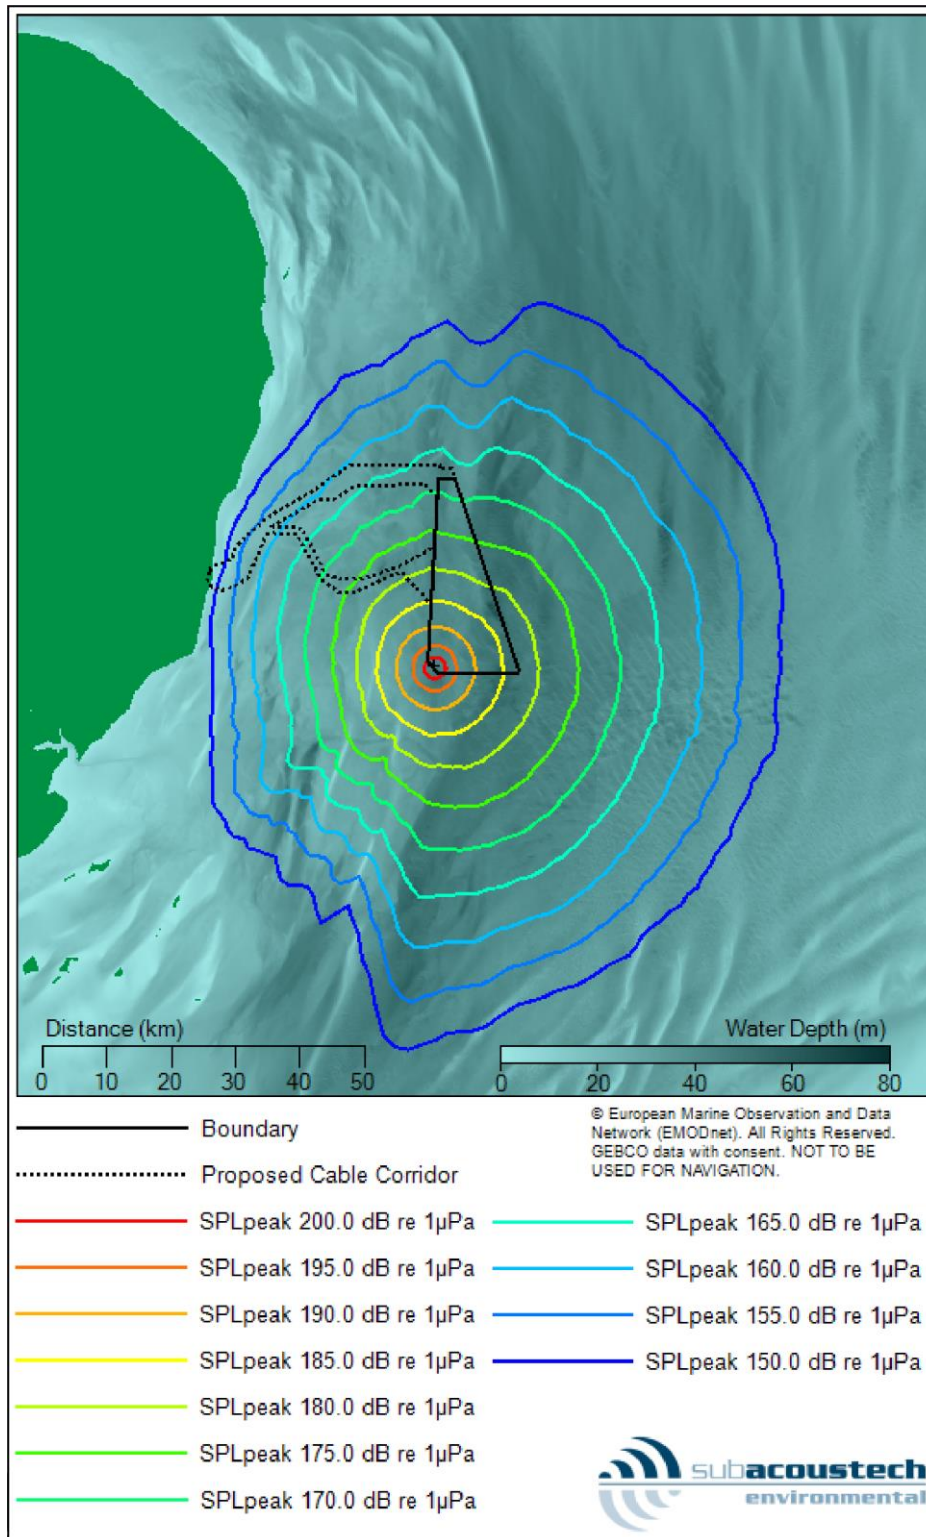 Distance (km)
0 10 20 30 40 50
Water Depth (m)
0 20 40 60 80
Boundary
Proposed Cable Corridor
SPLpeak 200.0 dB re 1µPa
SPLpeak 195.0 dB re 1µPa
SPLpeak 190.0 dB re 1µPa
SPLpeak 185.0 dB re 1µPa
SPLpeak 180.0 dB re 1µPa
SPLpeak 175.0 dB re 1µPa
SPLpeak 170.0 dB re 1µPa
© European Marine Observation and Data
Network (EMODnet). All Rights Reserved.
GEBCO data with consent. NOT TO BE
USED FOR NAVIGATION.
SPLpeak 165.0 dB re 1µPa
SPLpeak 160.0 dB re 1µPa
SPLpeak 155.0 dB re 1µPa
SPLpeak 150.0 dB re 1µPa
subacoustech
environmental